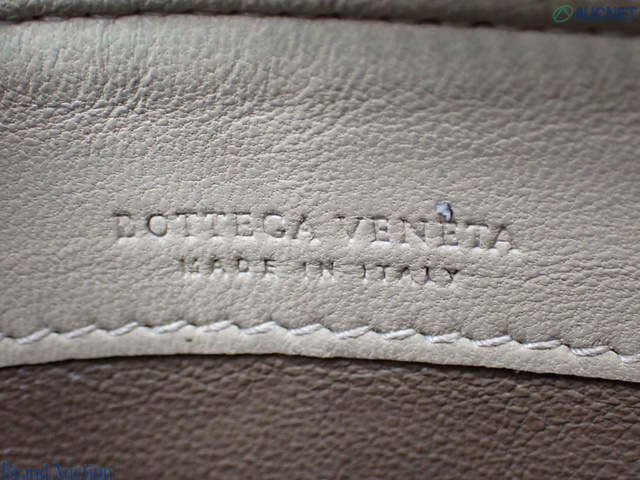 AUCNET
BOTTEGA VENETA
MADE IN ITALY
Brand Auction